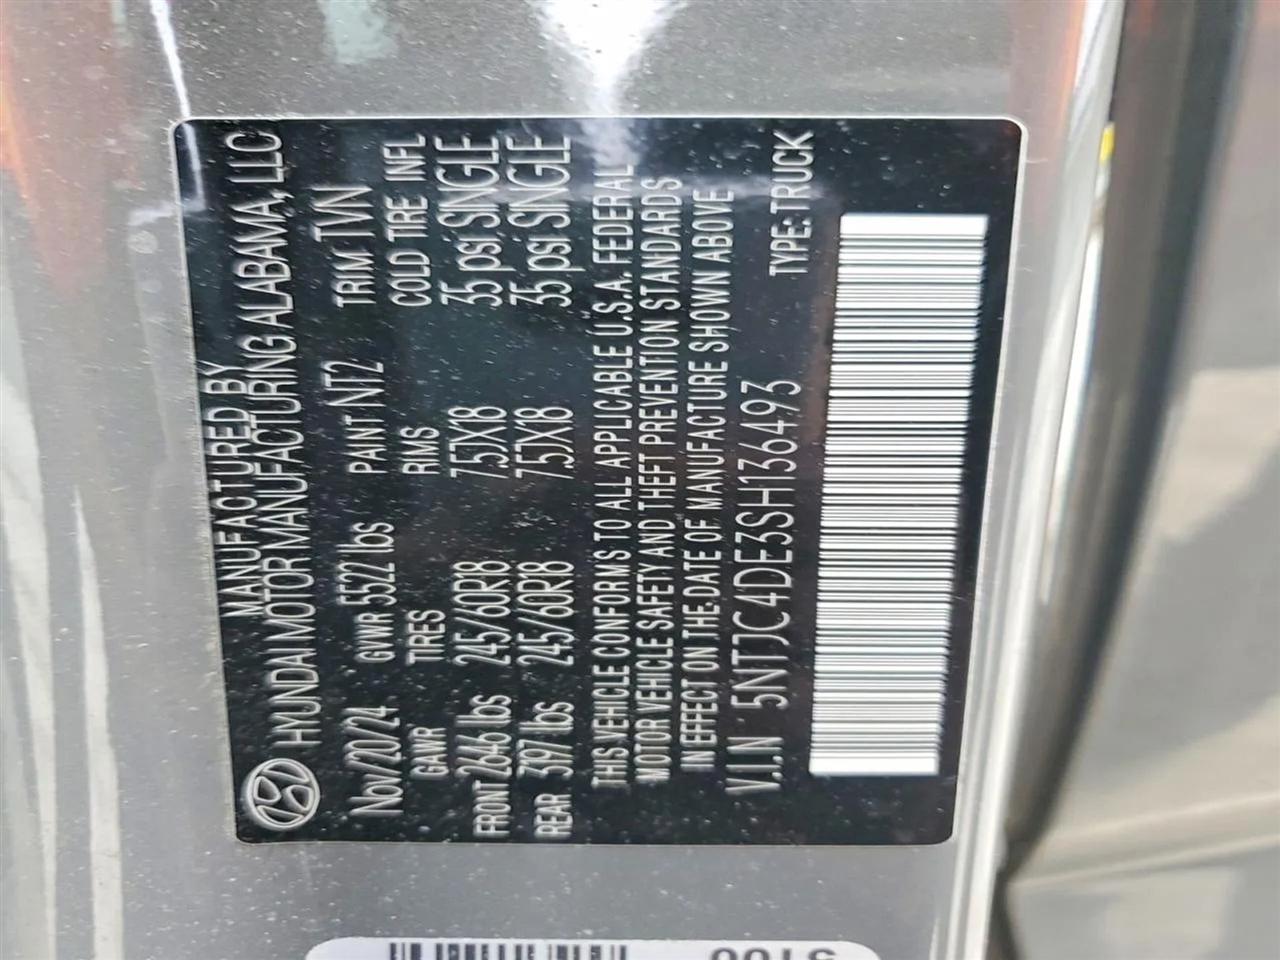 MANUFACTURED BY
HYUNDAI MOTOR MANUFACTURING ALABAMA, LLC
Nov/20/24 GVWR 5522 lbs PAINT NT2 TRIM TVN
GAWR TIRES RIMS COLD TIRE INFL
FRONT 2646 lbs 245/60R18 7.5JX18 35 psi SINGLE
REAR 3197 lbs 245/60R18 7.5JX18 35 psi SINGLE
THIS VEHICLE CONFORMS TO ALL APPLICABLE U.S.A. FEDERAL
MOTOR VEHICLE SAFETY AND THEFT PREVENTION STANDARDS
IN EFFECT ON THE DATE OF MANUFACTURE SHOWN ABOVE
V.I.N 5NTJC4DE3SH136493 TYPE: TRUCK